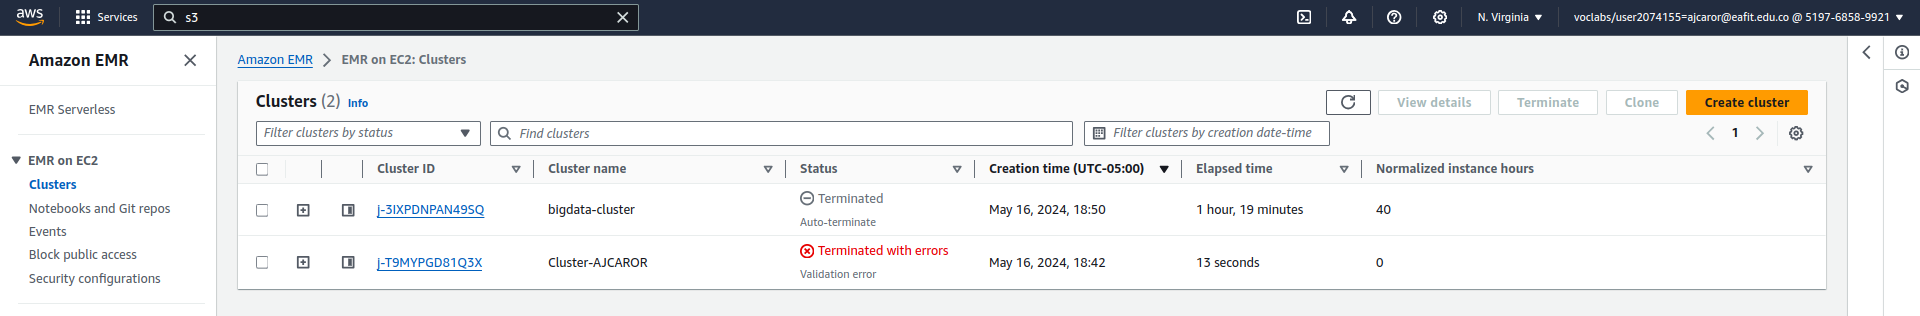 aws Services s3 N. Virginia voclabs/user2074155=ajcaror@eafit.edu.co @ 5197-6858-9921
Amazon EMR
EMR Serverless
EMR on EC2
Clusters
Notebooks and Git repos
Events
Block public access
Security configurations
Amazon EMR EMR on EC2: Clusters
Clusters (2) Info View details Terminate Clone Create cluster
Filter clusters by status Find clusters Filter clusters by creation date-time 1
Cluster ID Cluster name Status Creation time (UTC-05:00) Elapsed time Normalized instance hours
j-3IXPDNPAN49SQ bigdata-cluster Terminated May 16, 2024, 18:50 1 hour, 19 minutes 40
Auto-terminate
j-T9MYPGD81Q3X Cluster-AJCAROR Terminated with errors May 16, 2024, 18:42 13 seconds 0
Validation error